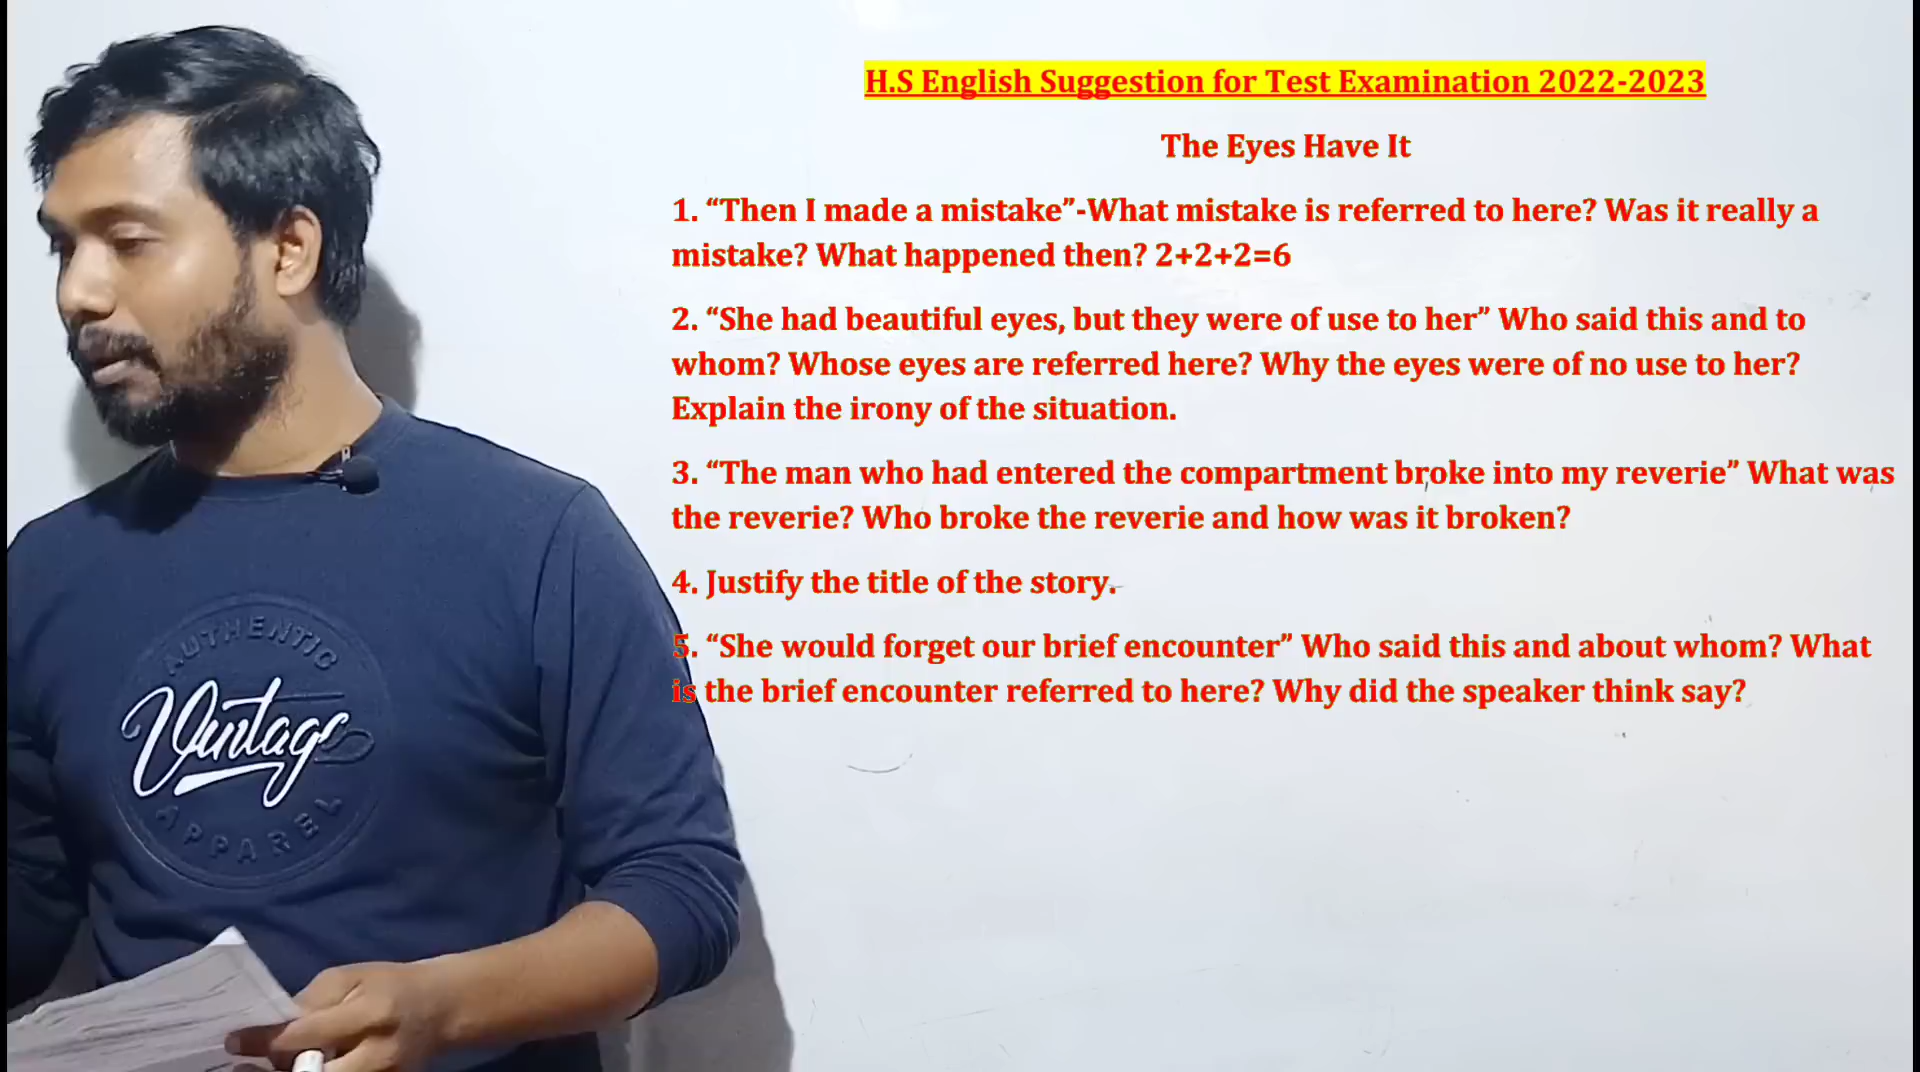 H.S English Suggestion for Test Examination 2022-2023
The Eyes Have It
1. “Then I made a mistake”-What mistake is referred to here? Was it really a
mistake? What happened then? 2+2+2=6
2. “She had beautiful eyes, but they were of use to her” Who said this and to
whom? Whose eyes are referred here? Why the eyes were of no use to her?
Explain the irony of the situation.
3. “The man who had entered the compartment broke into my reverie” What was
the reverie? Who broke the reverie and how was it broken?
4. Justify the title of the story.
5. “She would forget our brief encounter” Who said this and about whom? What
is the brief encounter referred to here? Why did the speaker think say?
AUTHENTIC
Vintage
APPAREL